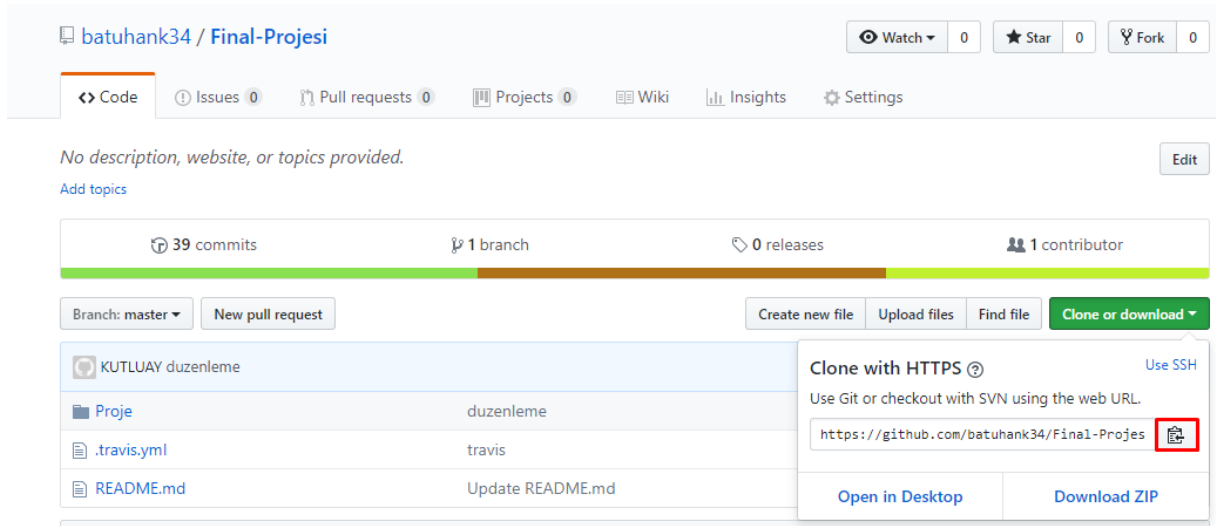 batuhank34 / Final-Projesi
Watch 0 Star 0 Fork 0
Code Issues 0 Pull requests 0 Projects 0 Wiki Insights Settings
No description, website, or topics provided.
Edit
Add topics
39 commits 1 branch 0 releases 1 contributor
Branch: master New pull request Create new file Upload files Find file Clone or download
KUTLUAY duzenleme
Proje duzenleme
.travis.yml travis
README.md Update README.md
Clone with HTTPS Use SSH
Use Git or checkout with SVN using the web URL.
https://github.com/batuhank34/Final-Projes
Open in Desktop Download ZIP